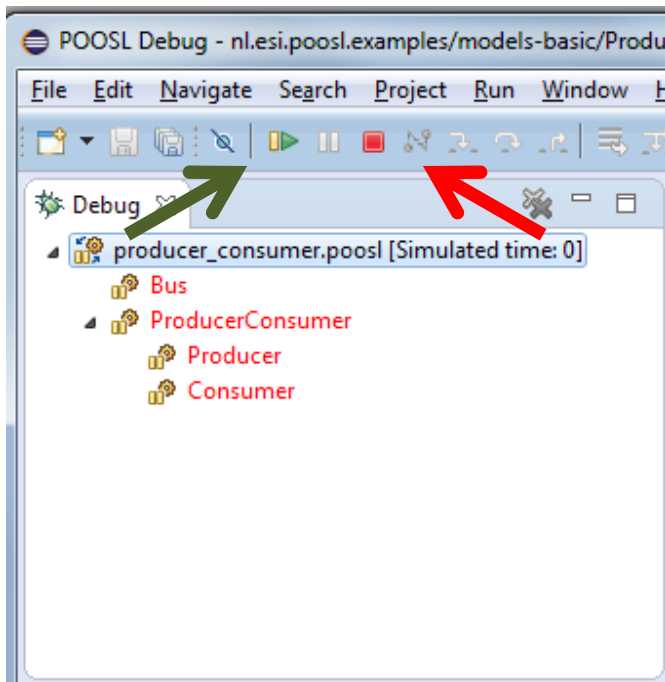 POOSL Debug - nl.esi.poosl.examples/models-basic/Produ
File Edit Navigate Search Project Run Window H
Debug
producer_consumer.poosl [Simulated time: 0]
Bus
ProducerConsumer
Producer
Consumer